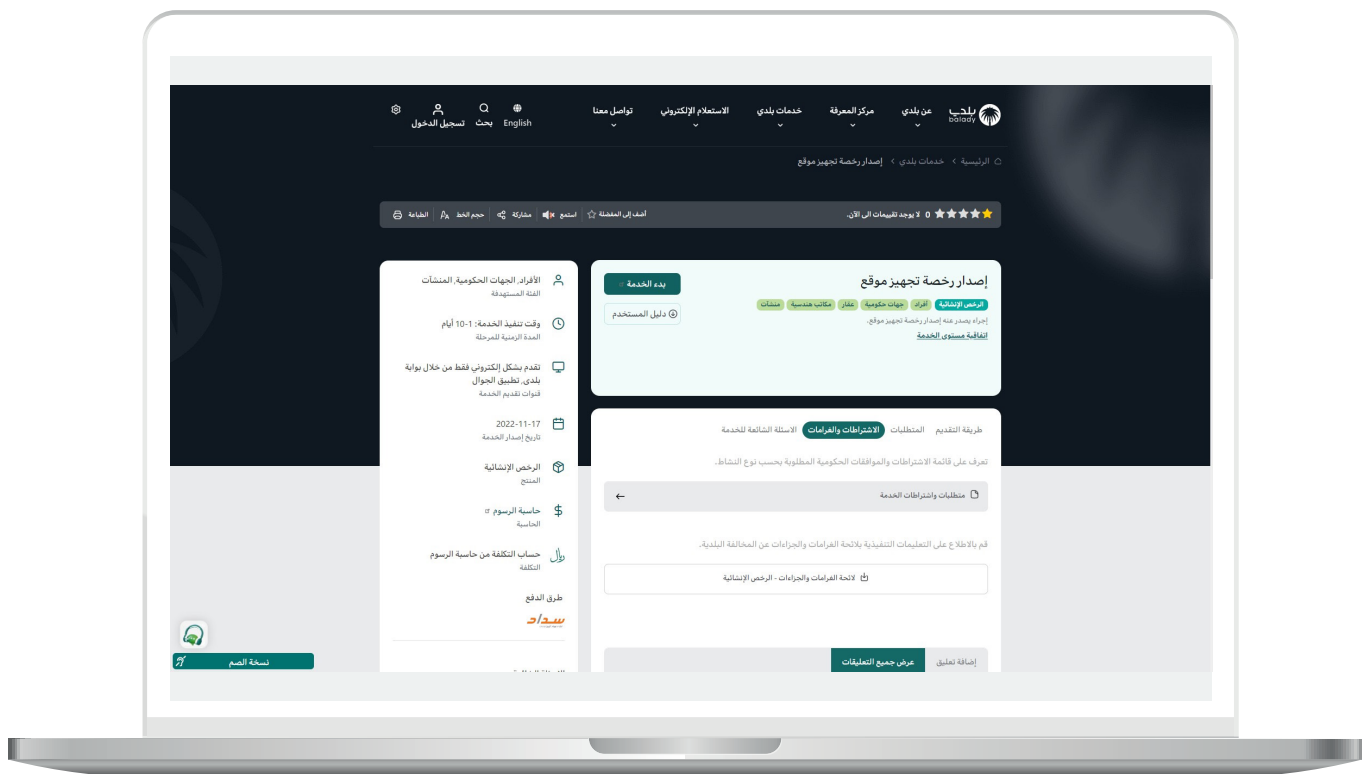 بلدي
balady
عن بلدي
مركز المعرفة
خدمات بلدي
الاستعلام الإلكتروني
تواصل معنا
English
بحث
تسجيل الدخول
الرئيسية > خدمات بلدي > إصدار رخصة تجهيز موقع
0 لا يوجد تقييمات الى الآن.
أضف إلى المفضلة
استمع
مشاركة
حجم الخط
الطباعة
إصدار رخصة تجهيز موقع
الرخص الإنشائية أفراد جهات حكومية عقار مكاتب هندسية منشآت
إجراء يصدر عنه إصدار رخصة تجهيز موقع.
اتفاقية مستوى الخدمة
بدء الخدمة
دليل المستخدم
طريقة التقديم المتطلبات الاشتراطات والغرامات الاسئلة الشائعة للخدمة
تعرف على قائمة الاشتراطات والموافقات الحكومية المطلوبة بحسب نوع النشاط.
متطلبات واشتراطات الخدمة
قم بالاطلاع على التعليمات التنفيذية بلائحة الغرامات والجزاءات عن المخالفة البلدية.
لائحة الغرامات والجزاءات - الرخص الإنشائية
إضافة تعليق
عرض جميع التعليقات
الأفراد, الجهات الحكومية, المنشآت
الفئة المستهدفة
وقت تنفيذ الخدمة: 1-10 أيام
المدة الزمنية للمرحلة
تقدم بشكل إلكتروني فقط من خلال بوابة
بلدي, تطبيق الجوال
قنوات تقديم الخدمة
2022-11-17
تاريخ إصدار الخدمة
الرخص الإنشائية
المنتج
حاسبة الرسوم
الحاسبة
حساب التكلفة من حاسبة الرسوم
التكلفة
طرق الدفع
سداد
نسخة الصم